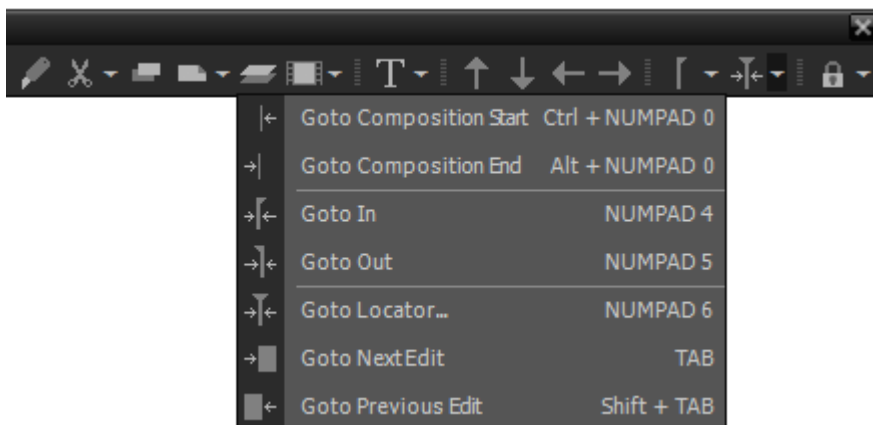 T
Goto Composition Start Ctrl + NUMPAD 0
Goto Composition End Alt + NUMPAD 0
Goto In NUMPAD 4
Goto Out NUMPAD 5
Goto Locator... NUMPAD 6
Goto Next Edit TAB
Goto Previous Edit Shift + TAB